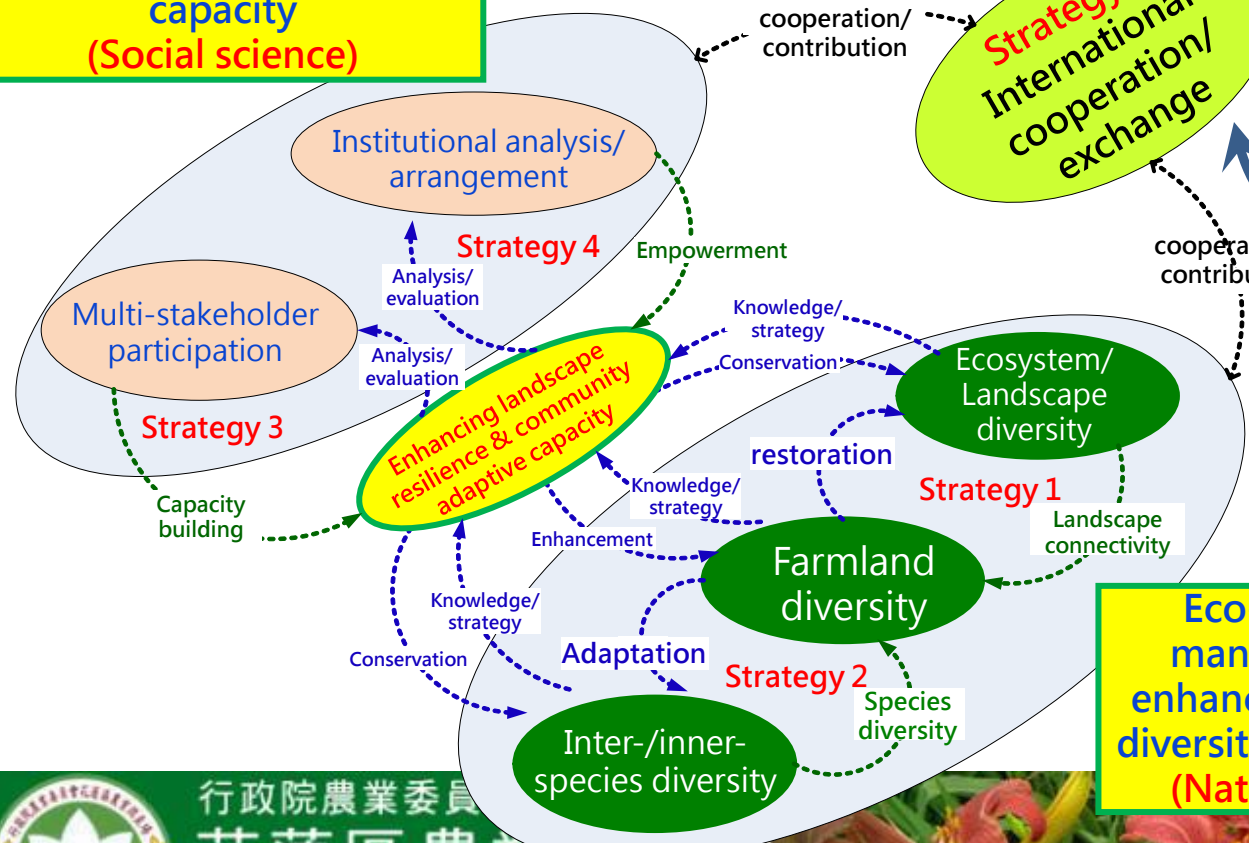 capacity
(Social science)
cooperation/
contribution
Strategy
International
cooperation/
exchange
Institutional analysis/
arrangement
Strategy 4
Empowerment
Analysis/
evaluation
Multi-stakeholder
participation
Analysis/
evaluation
Strategy 3
Capacity
building
Enhancing landscape
resilience & community
adaptive capacity
Knowledge/
strategy
Conservation
Ecosystem/
Landscape
diversity
restoration
Strategy 1
Knowledge/
strategy
Landscape
connectivity
Enhancement
Farmland
diversity
Knowledge/
strategy
Conservation
Adaptation
Strategy 2
Species
diversity
Inter-/inner-
species diversity
行政院農業委員